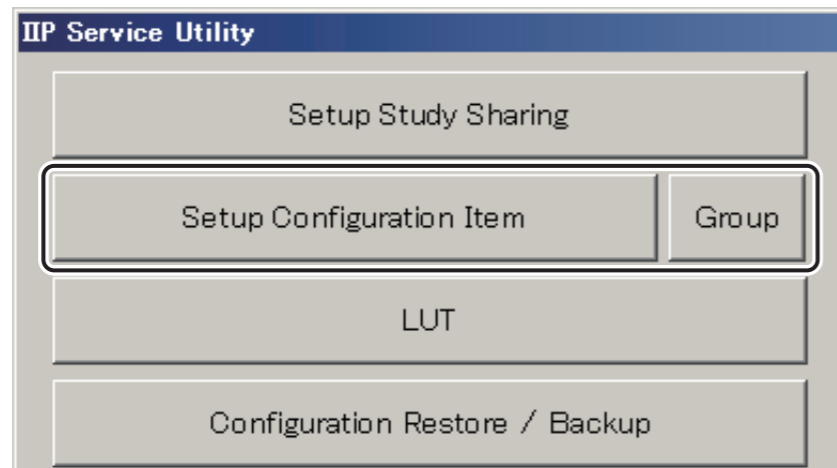 IIP Service Utility
Setup Study Sharing
Setup Configuration Item Group
LUT
Configuration Restore / Backup